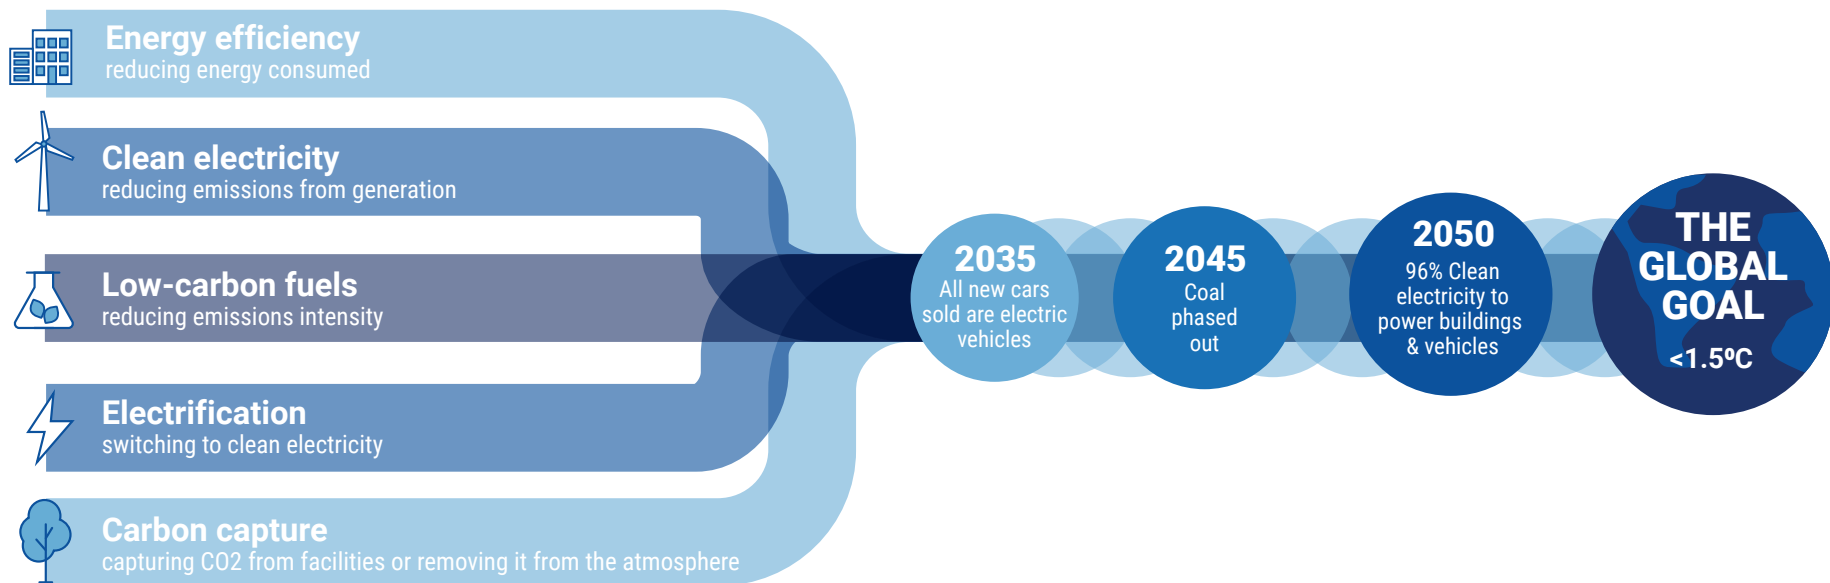 Energy efficiency
reducing energy consumed
Clean electricity
reducing emissions from generation
Low-carbon fuels
reducing emissions intensity
Electrification
switching to clean electricity
Carbon capture
capturing CO2 from facilities or removing it from the atmosphere
2035
All new cars
sold are electric
vehicles
2045
Coal
phased
out
2050
96% Clean
electricity to
power buildings
& vehicles
THE
GLOBAL
GOAL
<1.5ºC